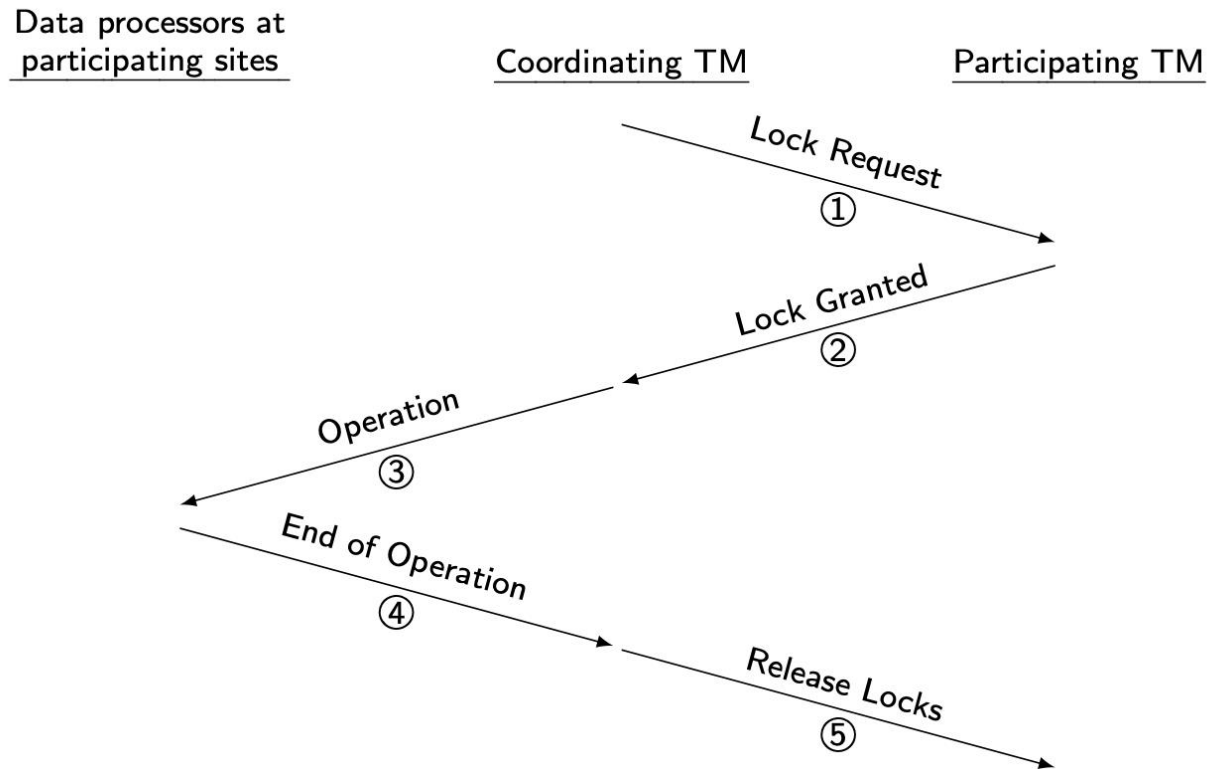 Data processors at
participating sites
Coordinating TM
Participating TM
Lock Request
①
Lock Granted
②
Operation
③
End of Operation
④
Release Locks
⑤